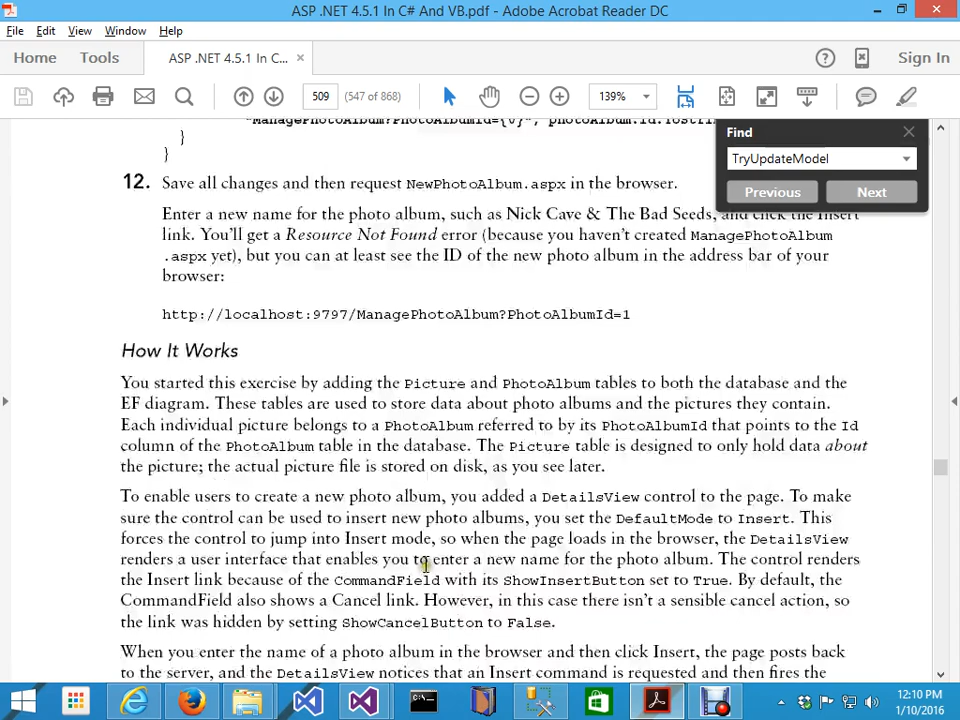 ASP .NET 4.5.1 In C# And VB.pdf - Adobe Acrobat Reader DC
File Edit View Window Help
Home Tools ASP .NET 4.5.1 In C... × Sign In
509 (547 of 868) 139%
Find
TryUpdateModel
Previous Next
}
}
12. Save all changes and then request NewPhotoAlbum.aspx in the browser.
Enter a new name for the photo album, such as Nick Cave & The Bad Seeds, and click the Insert
link. You'll get a Resource Not Found error (because you haven't created ManagePhotoAlbum
.aspx yet), but you can at least see the ID of the new photo album in the address bar of your
browser:
http://localhost:9797/ManagePhotoAlbum?PhotoAlbumId=1
How It Works
You started this exercise by adding the Picture and PhotoAlbum tables to both the database and the
EF diagram. These tables are used to store data about photo albums and the pictures they contain.
Each individual picture belongs to a PhotoAlbum referred to by its PhotoAlbumId that points to the Id
column of the PhotoAlbum table in the database. The Picture table is designed to only hold data about
the picture; the actual picture file is stored on disk, as you see later.
To enable users to create a new photo album, you added a DetailsView control to the page. To make
sure the control can be used to insert new photo albums, you set the DefaultMode to Insert. This
forces the control to jump into Insert mode, so when the page loads in the browser, the DetailsView
renders a user interface that enables you to enter a new name for the photo album. The control renders
the Insert link because of the CommandField with its ShowInsertButton set to True. By default, the
CommandField also shows a Cancel link. However, in this case there isn't a sensible cancel action, so
the link was hidden by setting ShowCancelButton to False.
When you enter the name of a photo album in the browser and then click Insert, the page posts back
to the server, and the DetailsView notices that an Insert command is requested and then fires the
12:10 PM
1/10/2016